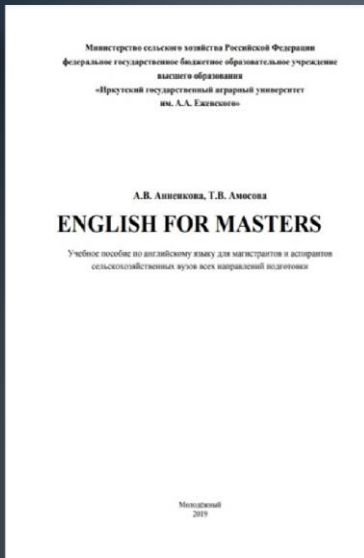 Министерство сельского хозяйства Российской Федерации
федеральное государственное бюджетное образовательное учреждение
высшего образования
«Иркутский государственный аграрный университет
им. А.А. Ежевского»
А.В. Анненкова, Т.В. Амосова
ENGLISH FOR MASTERS
Учебное пособие по английскому языку для магистрантов и аспирантов
сельскохозяйственных вузов всех направлений подготовки
Молодёжный
2019